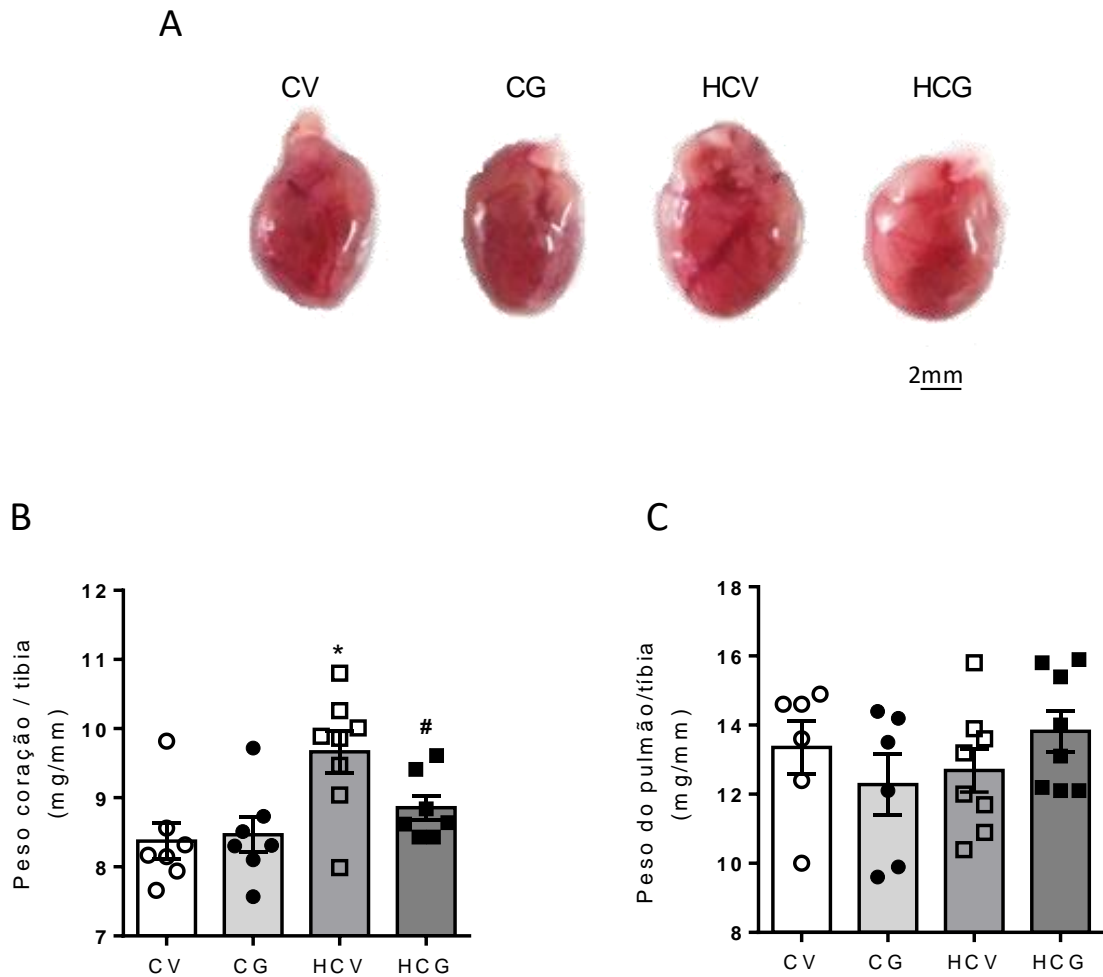 A
CV CG HCV HCG
2mm
B
Peso coração / tibia
(mg/mm)
12
11
10
9
8
7
*
#
CV CG HCV HCG
C
Peso do pulmão/tíbia
(mg/mm)
18
16
14
12
10
8
CV CG HCV HCG